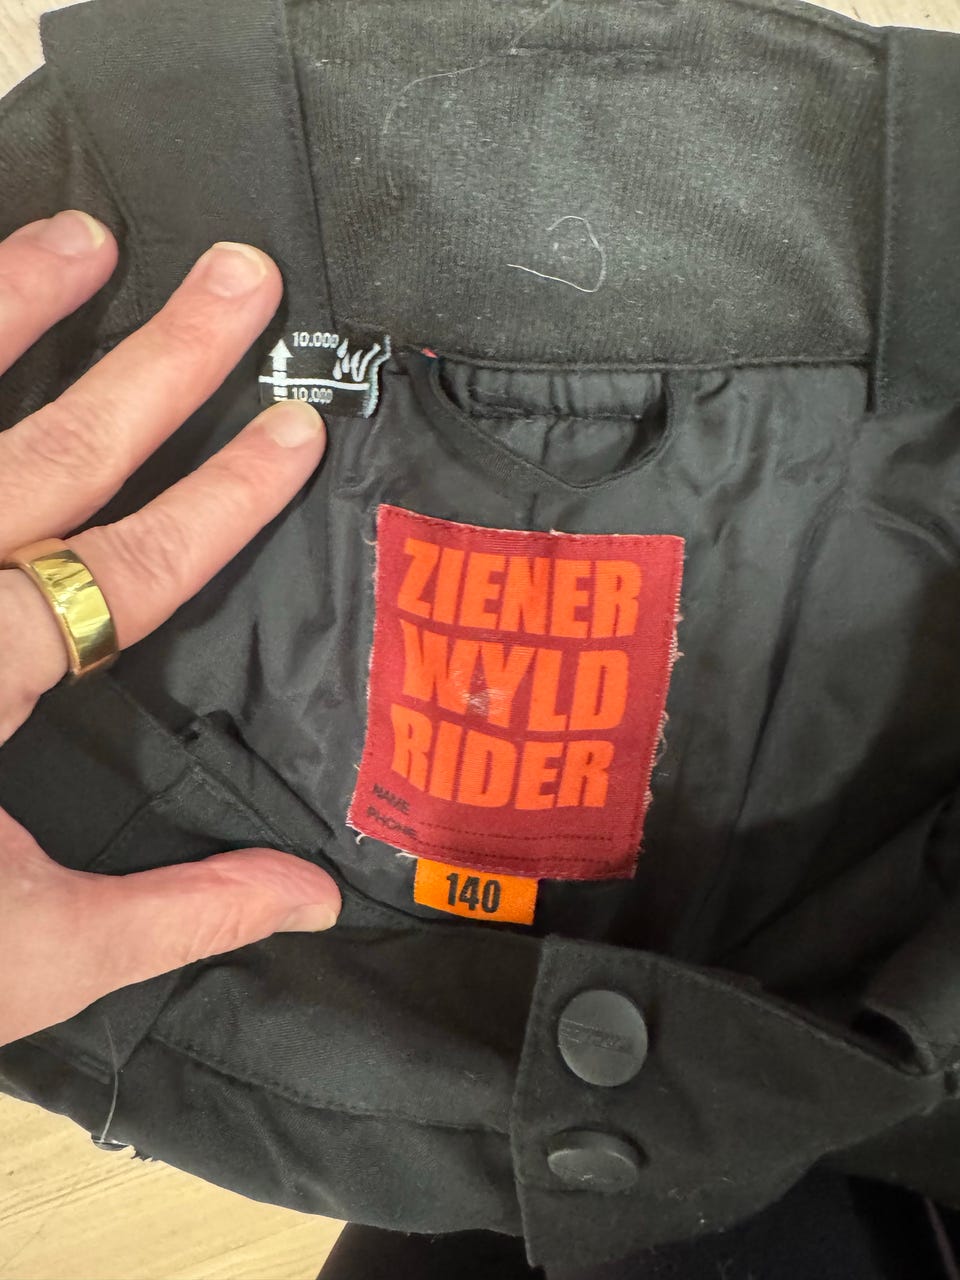 10.000
10.000
ZIENER
WYLD
RIDER
NAME
PHONE
140